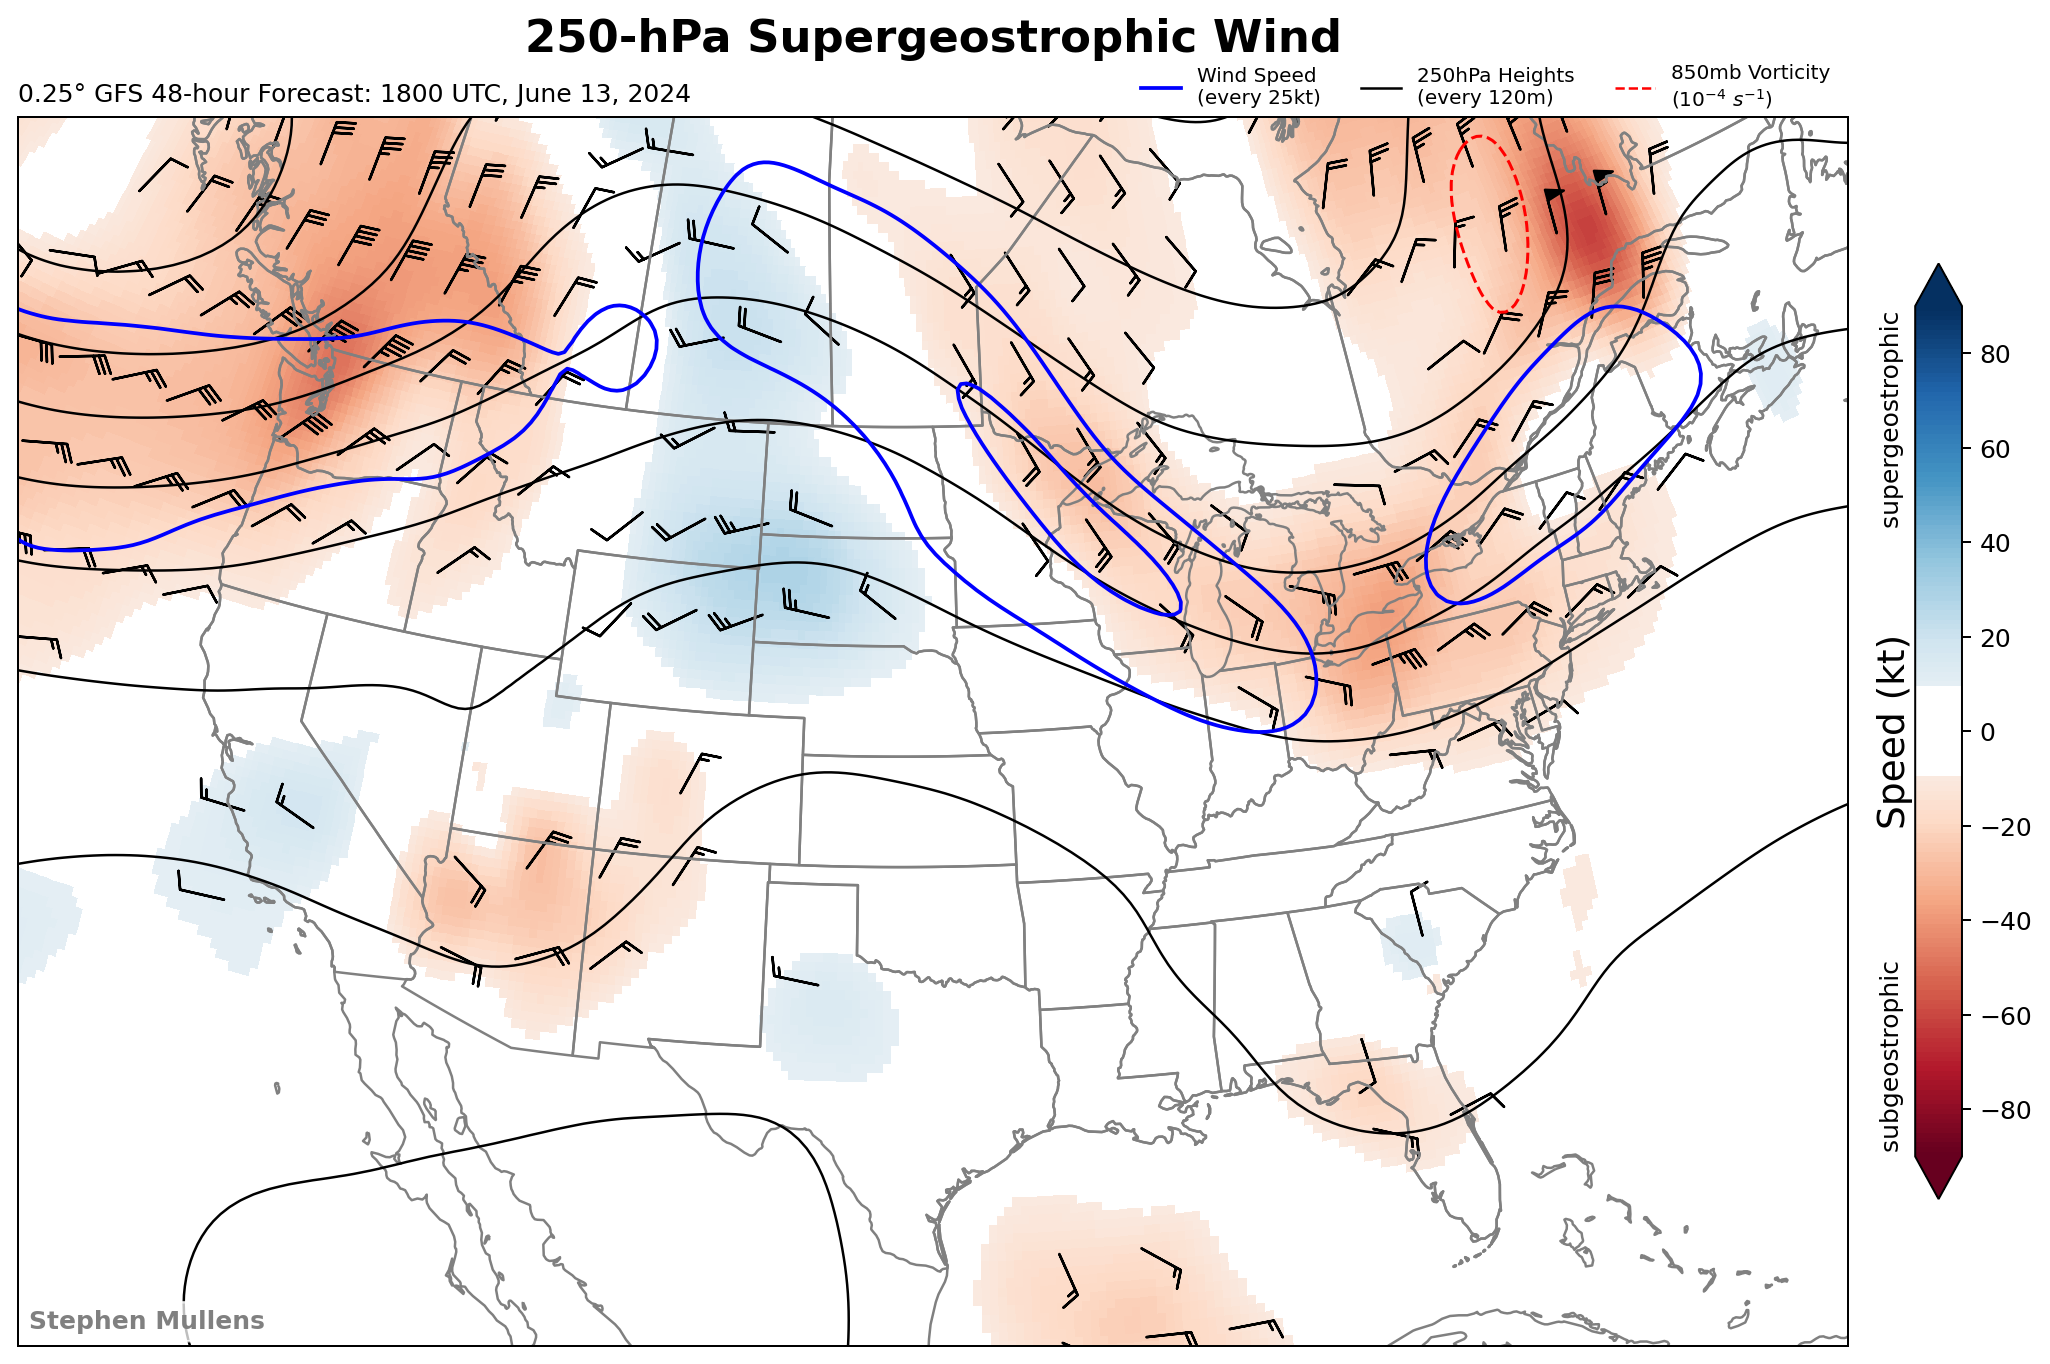 250-hPa Supergeostrophic Wind
0.25° GFS 48-hour Forecast: 1800 UTC, June 13, 2024
Wind Speed
(every 25kt)
250hPa Heights
(every 120m)
850mb Vorticity
(10⁻⁴ s⁻¹)
supergeostrophic
subgeostrophic
Speed (kt)
80
60
40
20
0
−20
−40
−60
−80
Stephen Mullens